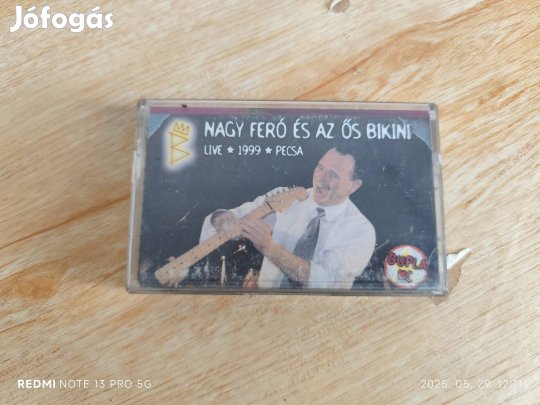 Jófogás
NAGY FERÓ ÉS AZ ŐS BIKINI
LIVE ★ 1999 ★ PECSA
DUPLA
REDMI NOTE 13 PRO 5G
2025. 05. 29. 12:11